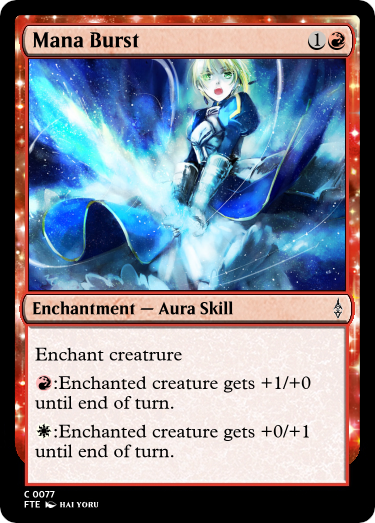 Mana Burst 1
Enchantment — Aura Skill
Enchant creatrure
:Enchanted creature gets +1/+0
until end of turn.
:Enchanted creature gets +0/+1
until end of turn.
C 0077
FTE HAI YORU